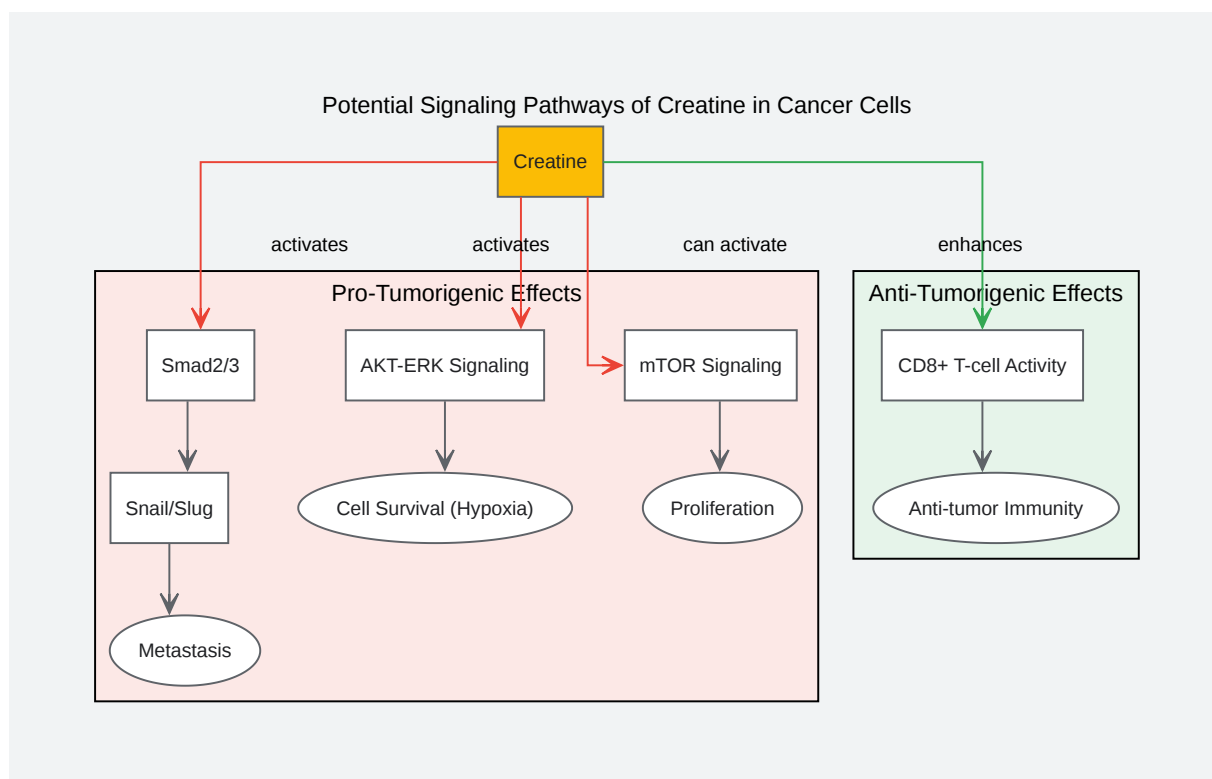 Potential Signaling Pathways of Creatine in Cancer Cells
Creatine
activates
activates
can activate
enhances
Pro-Tumorigenic Effects
Anti-Tumorigenic Effects
Smad2/3
AKT-ERK Signaling
mTOR Signaling
CD8+ T-cell Activity
Snail/Slug
Cell Survival (Hypoxia)
Proliferation
Anti-tumor Immunity
Metastasis